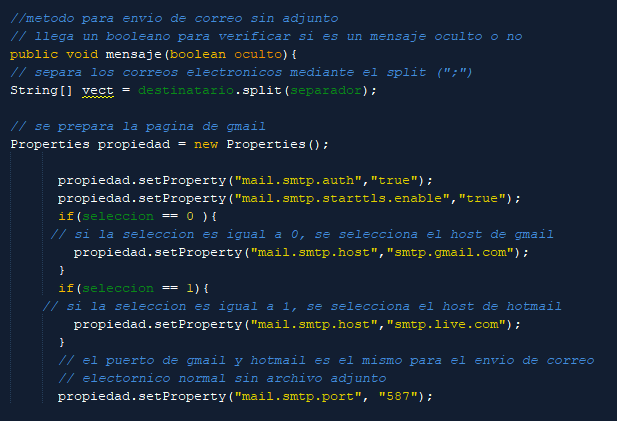 //metodo para envio de correo sin adjunto
// llega un booleano para verificar si es un mensaje oculto o no
public void mensaje(boolean oculto){
// separa los correos electronicos mediante el split (";")
String[] vect = destinatario.split(separador);
// se prepara la pagina de gmail
Properties propiedad = new Properties();
propiedad.setProperty("mail.smtp.auth","true");
propiedad.setProperty("mail.smtp.starttls.enable","true");
if(seleccion == 0 ){
// si la seleccion es igual a 0, se selecciona el host de gmail
propiedad.setProperty("mail.smtp.host","smtp.gmail.com");
}
if(seleccion == 1){
// si la seleccion es igual a 1, se selecciona el host de hotmail
propiedad.setProperty("mail.smtp.host","smtp.live.com");
}
// el puerto de gmail y hotmail es el mismo para el envio de correo
// electornico normal sin archivo adjunto
propiedad.setProperty("mail.smtp.port", "587");